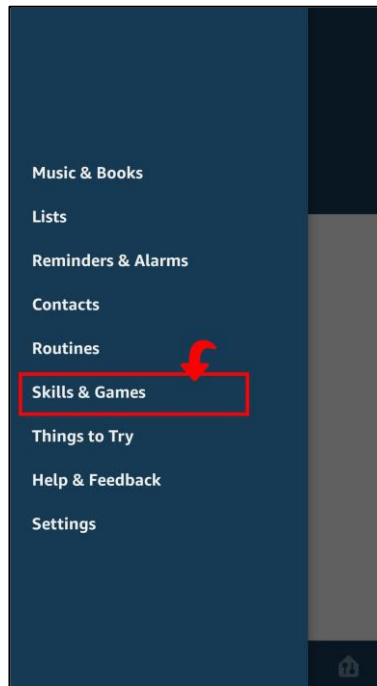 Music & Books
Lists
Reminders & Alarms
Contacts
Routines
Skills & Games
Things to Try
Help & Feedback
Settings